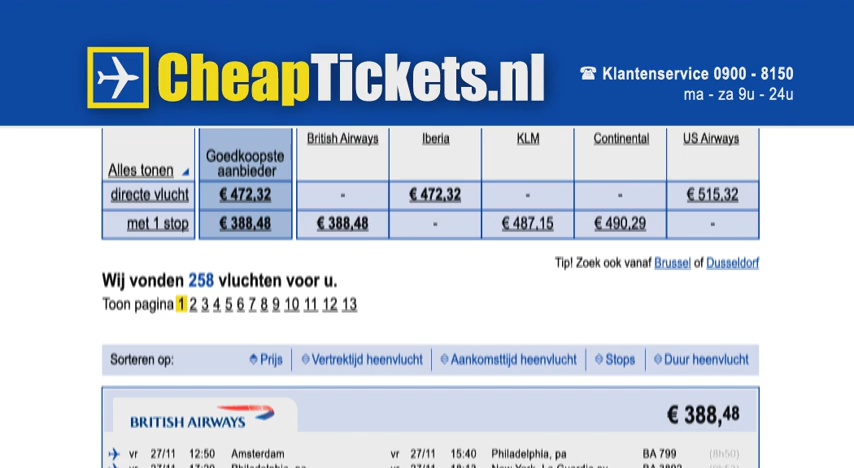 CheapTickets.nl
Klantenservice 0900 - 8150
ma - za 9u - 24u
Alles tonen Goedkoopste aanbieder British Airways Iberia KLM Continental US Airways
directe vlucht € 472,32 - € 472,32 - - € 515,32
met 1 stop € 388,48 € 388,48 - € 487,15 € 490,29 -
Tip! Zoek ook vanaf Brussel of Dusseldorf
Wij vonden 258 vluchten voor u.
Toon pagina 1 2 3 4 5 6 7 8 9 10 11 12 13
Sorteren op: Prijs Vertrektijd heenvlucht Aankomsttijd heenvlucht Stops Duur heenvlucht
BRITISH AIRWAYS € 388,48
vr 27/11 12:50 Amsterdam vr 27/11 15:40 Philadelphia, pa BA 799 (8h50)